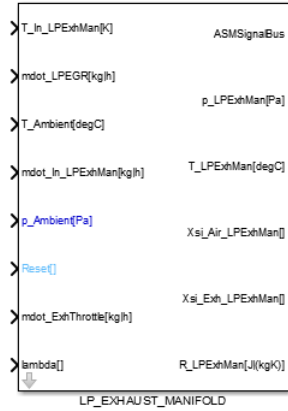 T_In_LPExhMan[K]
ASMSignalBus
mdot_LPEGR[kg|h]
p_LPExhMan[Pa]
T_Ambient[degC]
T_LPExhMan[degC]
mdot_In_LPExhMan[kg|h]
p_Ambient[Pa]
Xsi_Air_LPExhMan[]
Reset[]
Xsi_Exh_LPExhMan[]
mdot_ExhThrottle[kg|h]
lambda[]
R_LPExhMan[J|(kgK)]
LP_EXHAUST_MANIFOLD